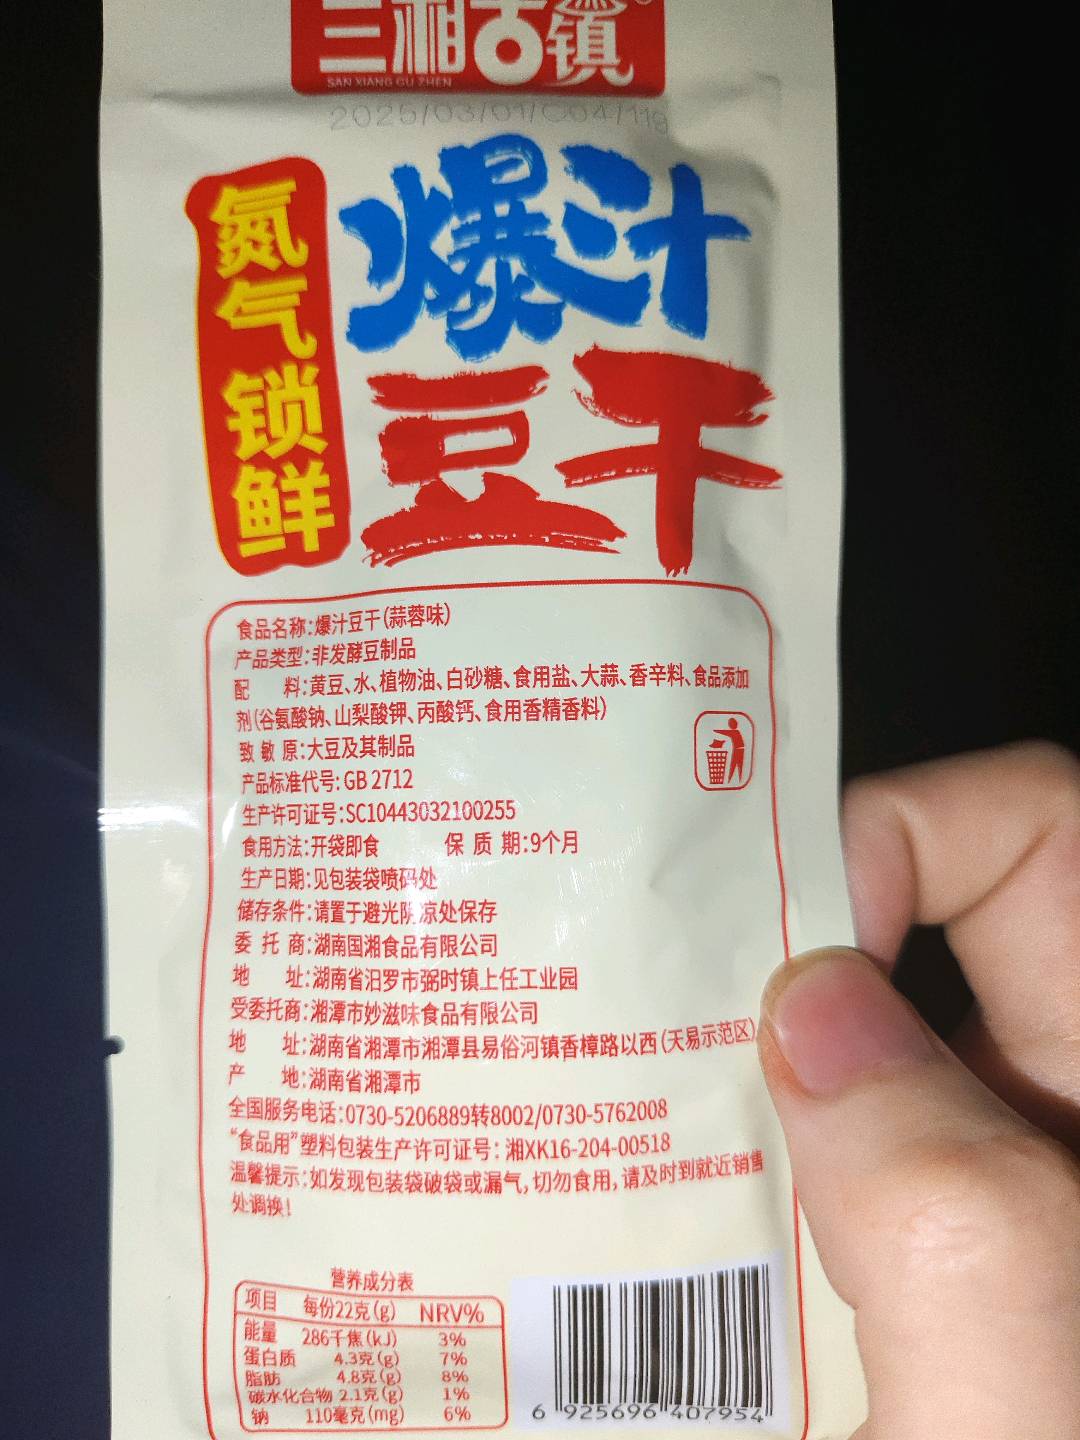 三湘古镇
SAN XIANG GU ZHEN
2025/03/01/C04/119
氮气锁鲜
爆汁
豆干
食品名称:爆汁豆干(蒜蓉味)
产品类型:非发酵豆制品
配 料:黄豆、水、植物油、白砂糖、食用盐、大蒜、香辛料、食品添加
剂(谷氨酸钠、山梨酸钾、丙酸钙、食用香精香料)
致 敏 原:大豆及其制品
产品标准代号: GB 2712
生产许可证号:SC10443032100255
食用方法:开袋即食 保 质 期:9个月
生产日期:见包装袋喷码处
储存条件:请置于避光阴凉处保存
委 托 商:湖南国湘食品有限公司
地 址:湖南省汨罗市弼时镇上任工业园
受委托商:湘潭市妙滋味食品有限公司
地 址:湖南省湘潭市湘潭县易俗河镇香樟路以西(天易示范区)
产 地:湖南省湘潭市
全国服务电话:0730-5206889转8002/0730-5762008
“食品用”塑料包装生产许可证号: 湘XK16-204-00518
温馨提示:如发现包装袋破袋或漏气,切勿食用,请及时到就近销售
处调换!
营养成分表
项目 每份22克(g) NRV%
能量 286千焦(kJ) 3%
蛋白质 4.3克(g) 7%
脂肪 4.8克(g) 8%
碳水化合物 2.1克(g) 1%
钠 110毫克(mg) 6%
6 925696 407954